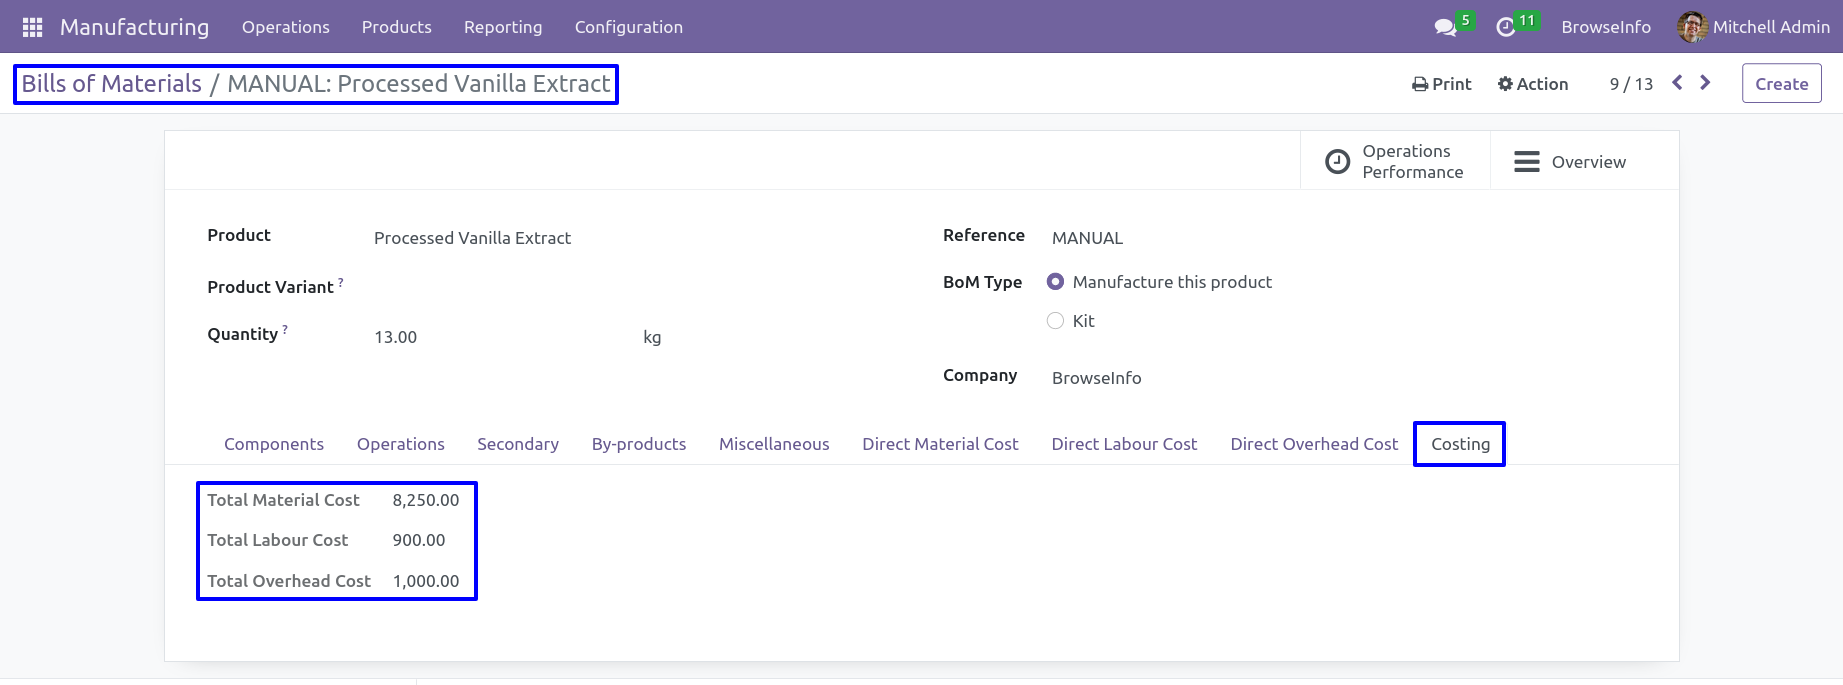 Manufacturing Operations Products Reporting Configuration 5 11 BrowseInfo Mitchell Admin
Bills of Materials / MANUAL: Processed Vanilla Extract Print Action 9 / 13 Create
Operations Performance Overview
Product Processed Vanilla Extract Reference MANUAL
Product Variant ? BoM Type Manufacture this product
Kit
Quantity ? 13.00 kg
Company BrowseInfo
Components Operations Secondary By-products Miscellaneous Direct Material Cost Direct Labour Cost Direct Overhead Cost Costing
Total Material Cost 8,250.00
Total Labour Cost 900.00
Total Overhead Cost 1,000.00